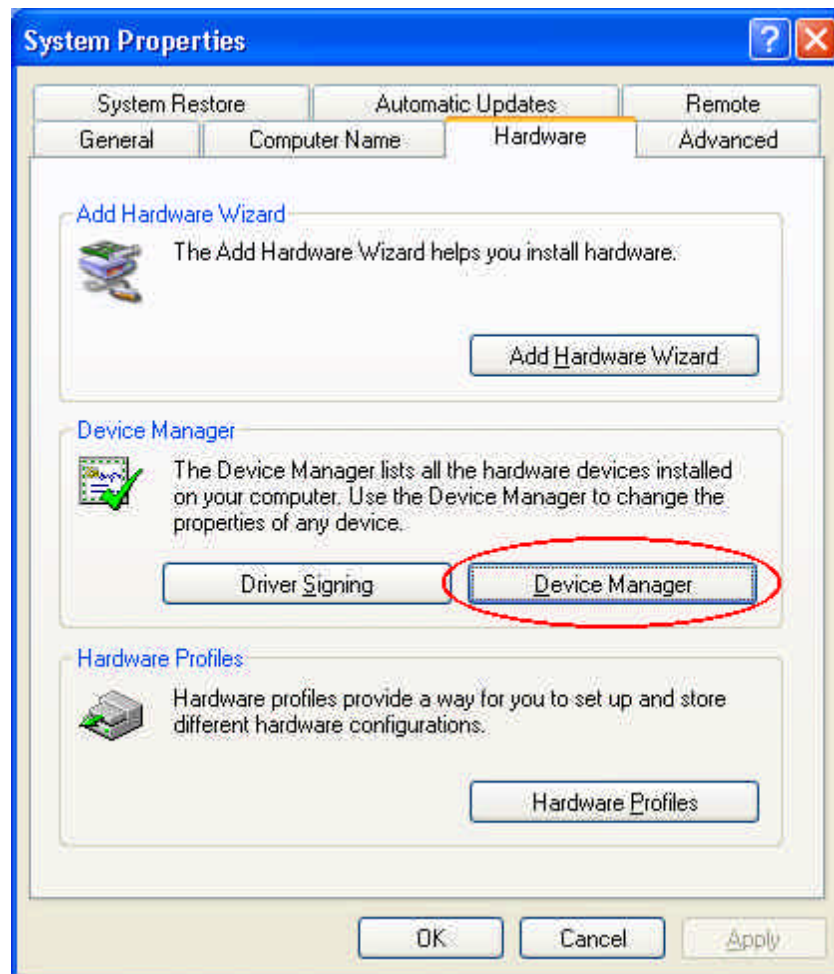 System Properties
System Restore Automatic Updates Remote
General Computer Name Hardware Advanced
Add Hardware Wizard
The Add Hardware Wizard helps you install hardware.
Add Hardware Wizard
Device Manager
The Device Manager lists all the hardware devices installed
on your computer. Use the Device Manager to change the
properties of any device.
Driver Signing Device Manager
Hardware Profiles
Hardware profiles provide a way for you to set up and store
different hardware configurations.
Hardware Profiles
OK Cancel Apply